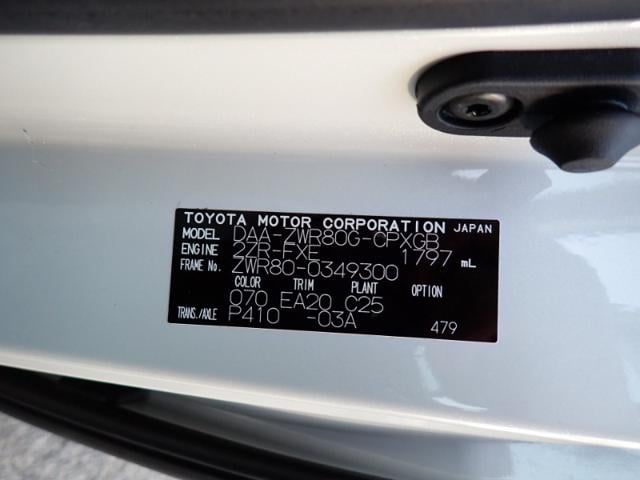 TOYOTA MOTOR CORPORATION JAPAN
MODEL DAA-ZWR80G-CPXGB
ENGINE 2ZR-FXE 1797 mL
FRAME No. ZWR80-0349300
COLOR TRIM PLANT OPTION
070 EA20 C25
TRANS./AXLE P410 -03A
479